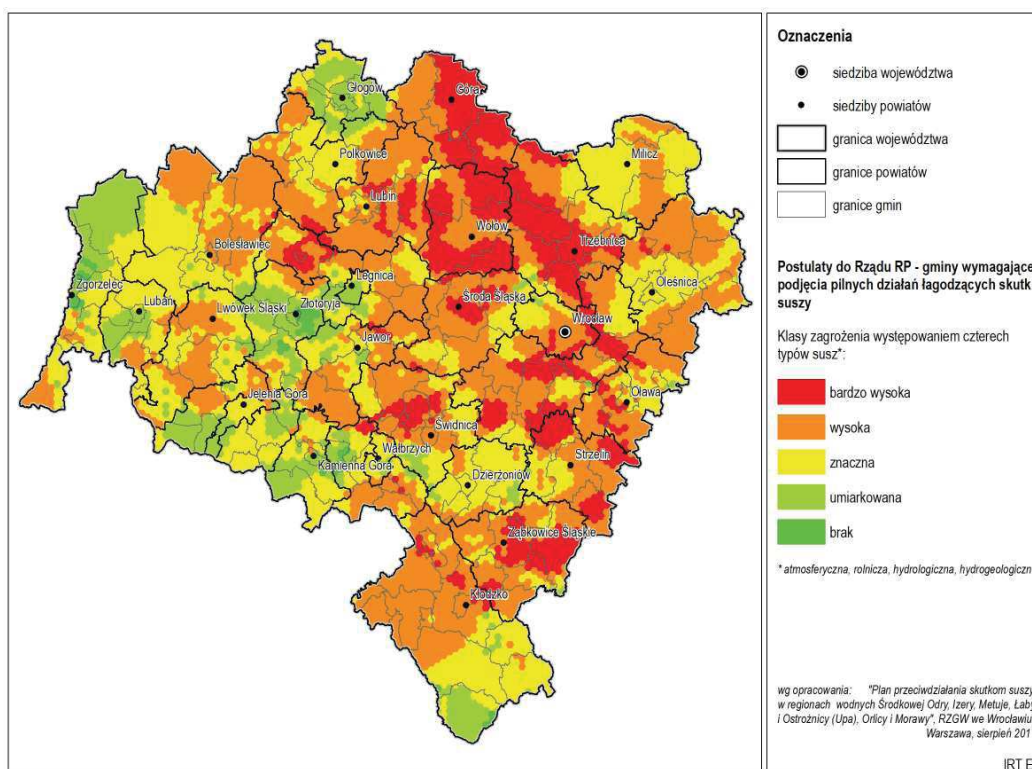 Głogów
Góra
Polkowice
Milicz
Lubin
Wołów
Trzebnica
Bolesławiec
Legnica
Oleśnica
Zgorzelec
Lubań
Lwówek Śląski
Złotoryja
Środa Śląska
Wrocław
Jawor
Jelenia Góra
Oława
Świdnica
Wałbrzych
Kamienna Góra
Strzelin
Dzierżoniów
Ząbkowice Śląskie
Kłodzko
Oznaczenia
siedziba województwa
siedziby powiatów
granica województwa
granice powiatów
granice gmin
Postulaty do Rządu RP - gminy wymagające
podjęcia pilnych działań łagodzących skutk
suszy
Klasy zagrożenia występowaniem czterech
typów susz*:
bardzo wysoka
wysoka
znaczna
umiarkowana
brak
* atmosferyczna, rolnicza, hydrologiczna, hydrogeologiczn
wg opracowania: "Plan przeciwdziałania skutkom suszy
w regionach wodnych Środkowej Odry, Izery, Metuje, Łaby
i Ostrożnicy (Upa), Orlicy i Morawy", RZGW we Wrocławiu
Warszawa, sierpień 201
IRT